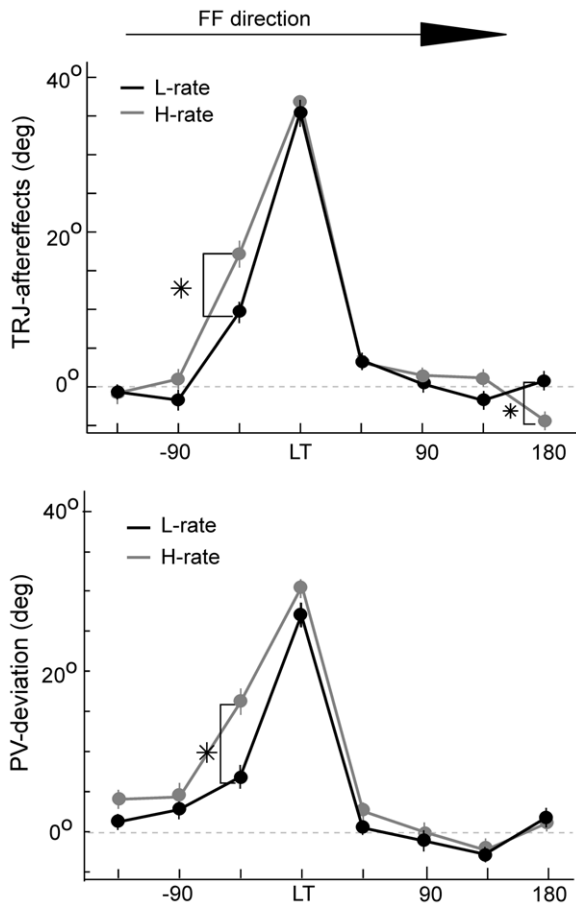 FF direction
40°
L-rate
H-rate
20°
TRJ-aftereffects (deg)
*
0°
*
-90 LT 90 180
40°
L-rate
H-rate
20°
PV-deviation (deg)
*
0°
-90 LT 90 180